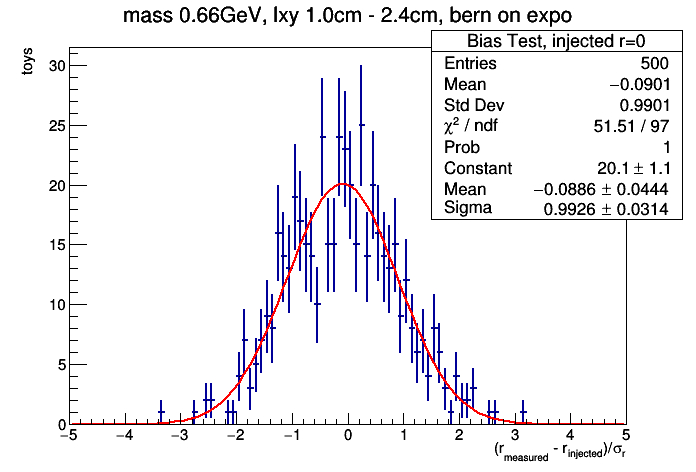 mass 0.66GeV, lxy 1.0cm - 2.4cm, bern on expo
toys
Bias Test, injected r=0
Entries 500
Mean −0.0901
Std Dev 0.9901
χ² / ndf 51.51 / 97
Prob 1
Constant 20.1 ± 1.1
Mean −0.0886 ± 0.0444
Sigma 0.9926 ± 0.0314
30
25
20
15
10
5
0
−5 −4 −3 −2 −1 0 1 2 3 4 5
(r_measured - r_injected)/σ_r